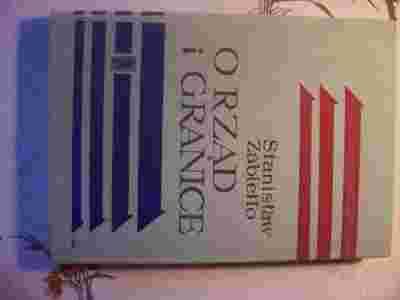 Stanisław
Zabiełło
O RZĄD
i GRANICE